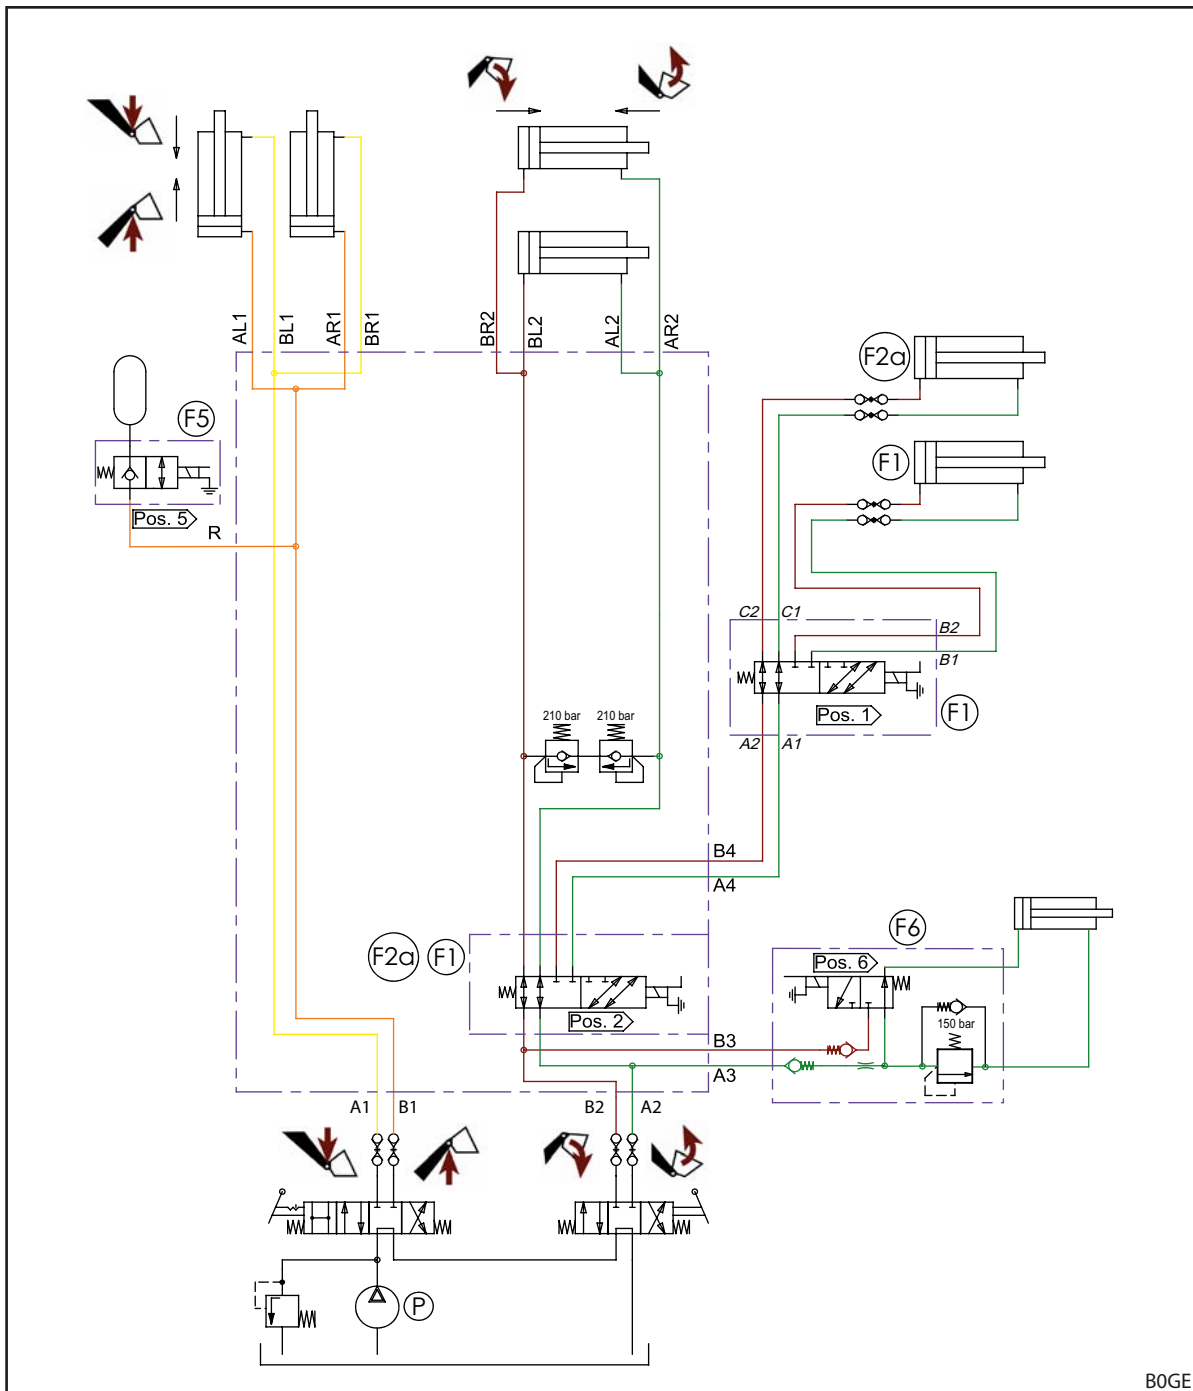 AL1
BL1
AR1
BR1
BR2
BL2
AL2
AR2
F2a
F5
F1
Pos. 5
R
C2
C1
B2
B1
210 bar
210 bar
Pos. 1
F1
A2
A1
B4
A4
F6
F2a
F1
Pos. 6
Pos. 2
150 bar
B3
A3
A1
B1
B2
A2
P
B0GE